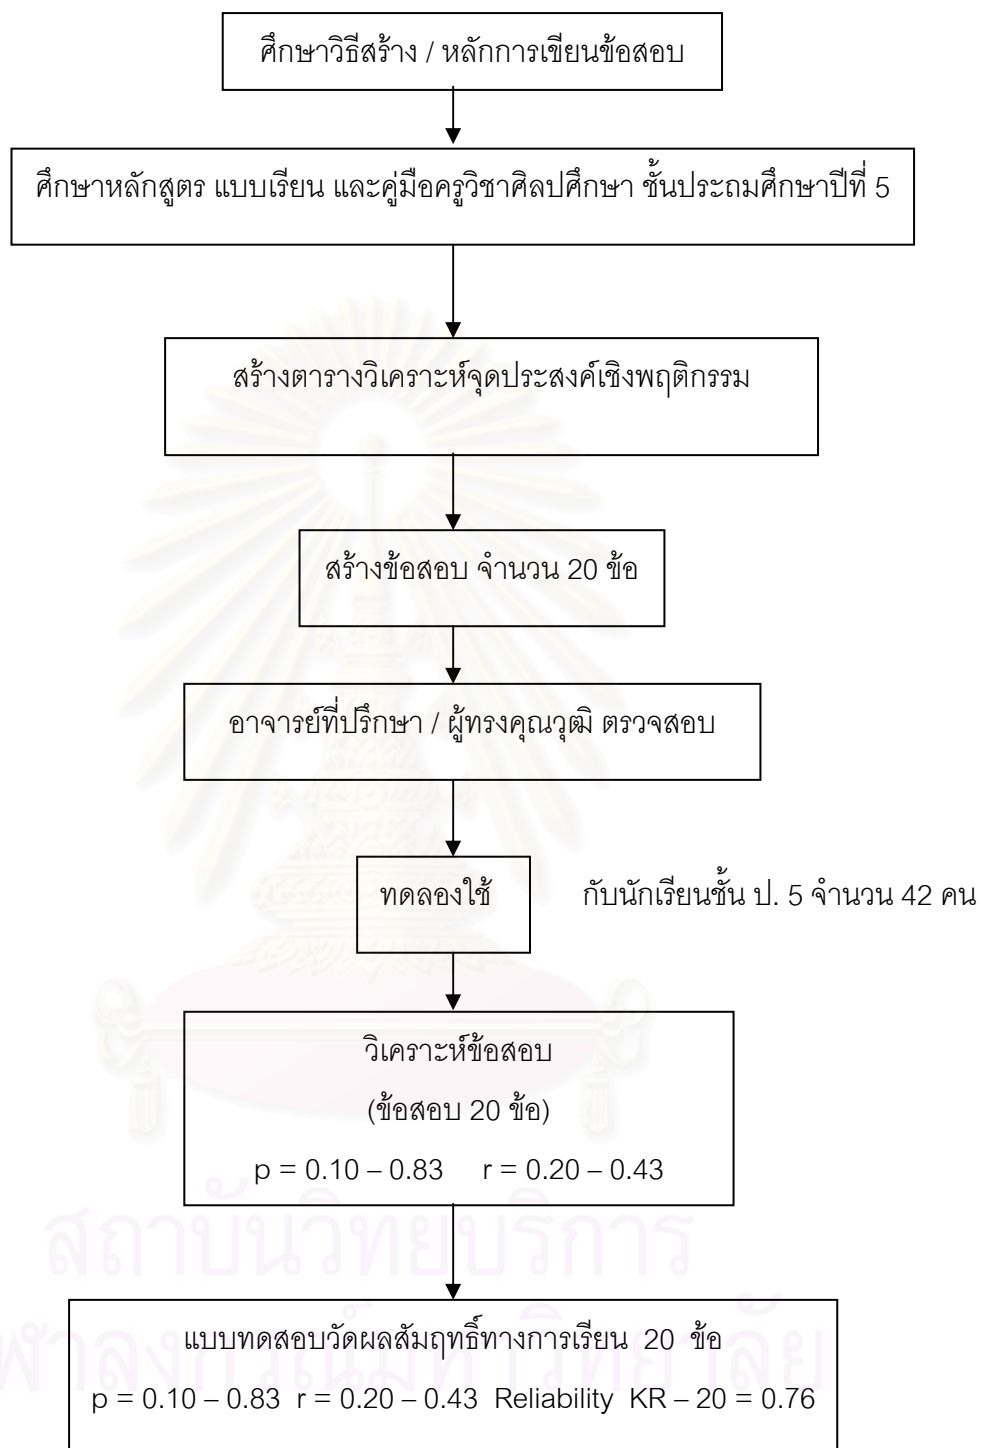 ศึกษาวิธีสร้าง / หลักการเขียนข้อสอบ
ศึกษาหลักสูตร แบบเรียน และคู่มือครูวิชาศิลปศึกษา ชั้นประถมศึกษาปีที่ 5
สร้างตารางวิเคราะห์จุดประสงค์เชิงพฤติกรรม
สร้างข้อสอบ จำนวน 20 ข้อ
อาจารย์ที่ปรึกษา / ผู้ทรงคุณวุฒิ ตรวจสอบ
ทดลองใช้ กับนักเรียนชั้น ป. 5 จำนวน 42 คน
วิเคราะห์ข้อสอบ
(ข้อสอบ 20 ข้อ)
p = 0.10 – 0.83 r = 0.20 – 0.43
สถาบันวิทยบริการ
แบบทดสอบวัดผลสัมฤทธิ์ทางการเรียน 20 ข้อ
p = 0.10 – 0.83 r = 0.20 – 0.43 Reliability KR – 20 = 0.76